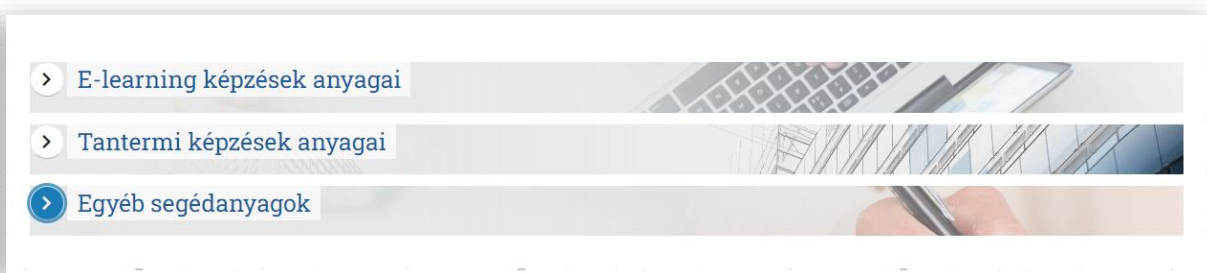 E-learning képzések anyagai
Tantermi képzések anyagai
Egyéb segédanyagok